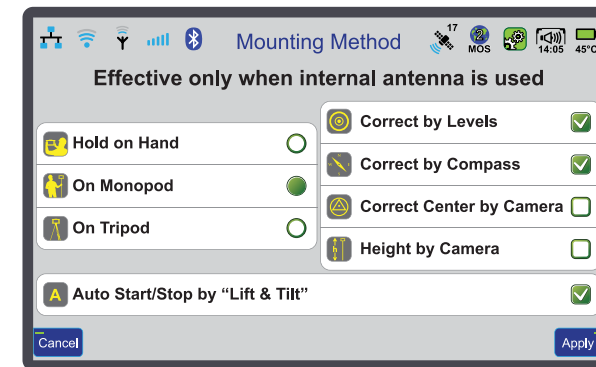 Mounting Method
17
2
MOS
14:05
45°C
Effective only when internal antenna is used
Hold on Hand
On Monopod
On Tripod
Correct by Levels
Correct by Compass
Correct Center by Camera
Height by Camera
A
Auto Start/Stop by “Lift & Tilt”
Cancel
Apply